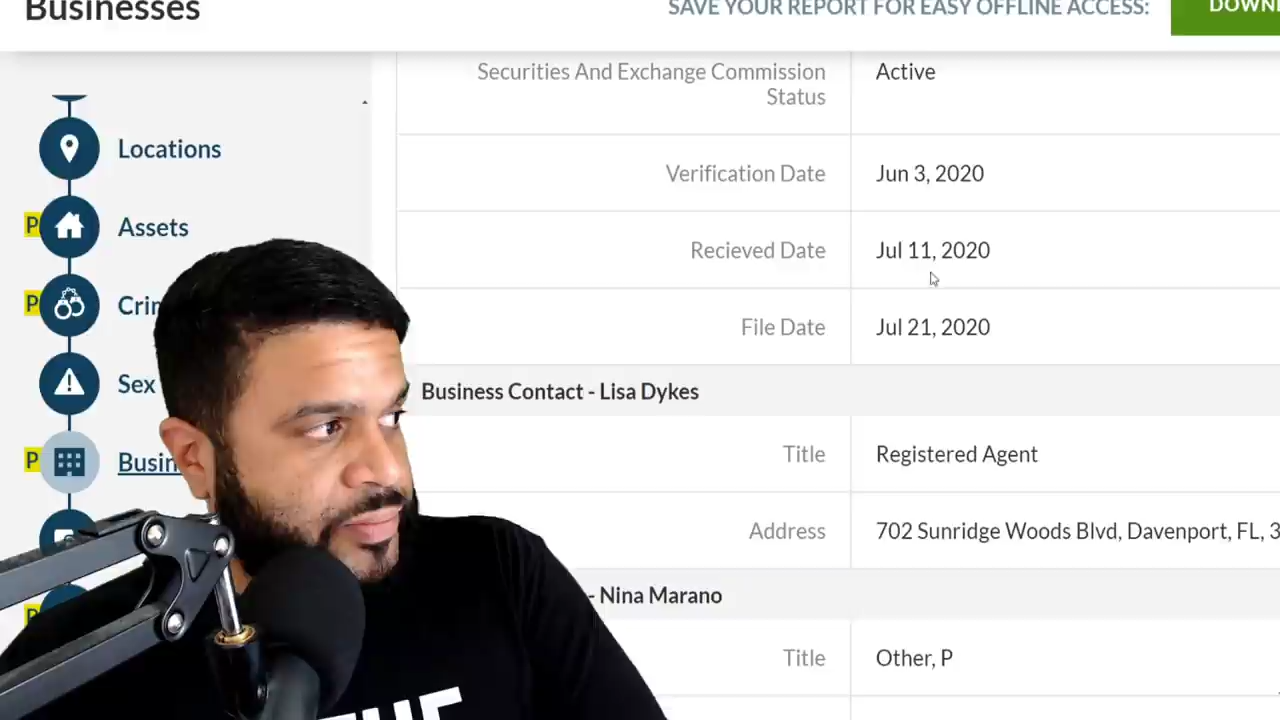 Businesses
SAVE YOUR REPORT FOR EASY OFFLINE ACCESS:
Securities And Exchange Commission
Status
Active
Locations
Verification Date
Jun 3, 2020
P
Assets
Recieved Date
Jul 11, 2020
P
File Date
Jul 21, 2020
Sex
Business Contact - Lisa Dykes
P
Title
Registered Agent
Address
702 Sunridge Woods Blvd, Davenport, FL, 3
- Nina Marano
Title
Other, P